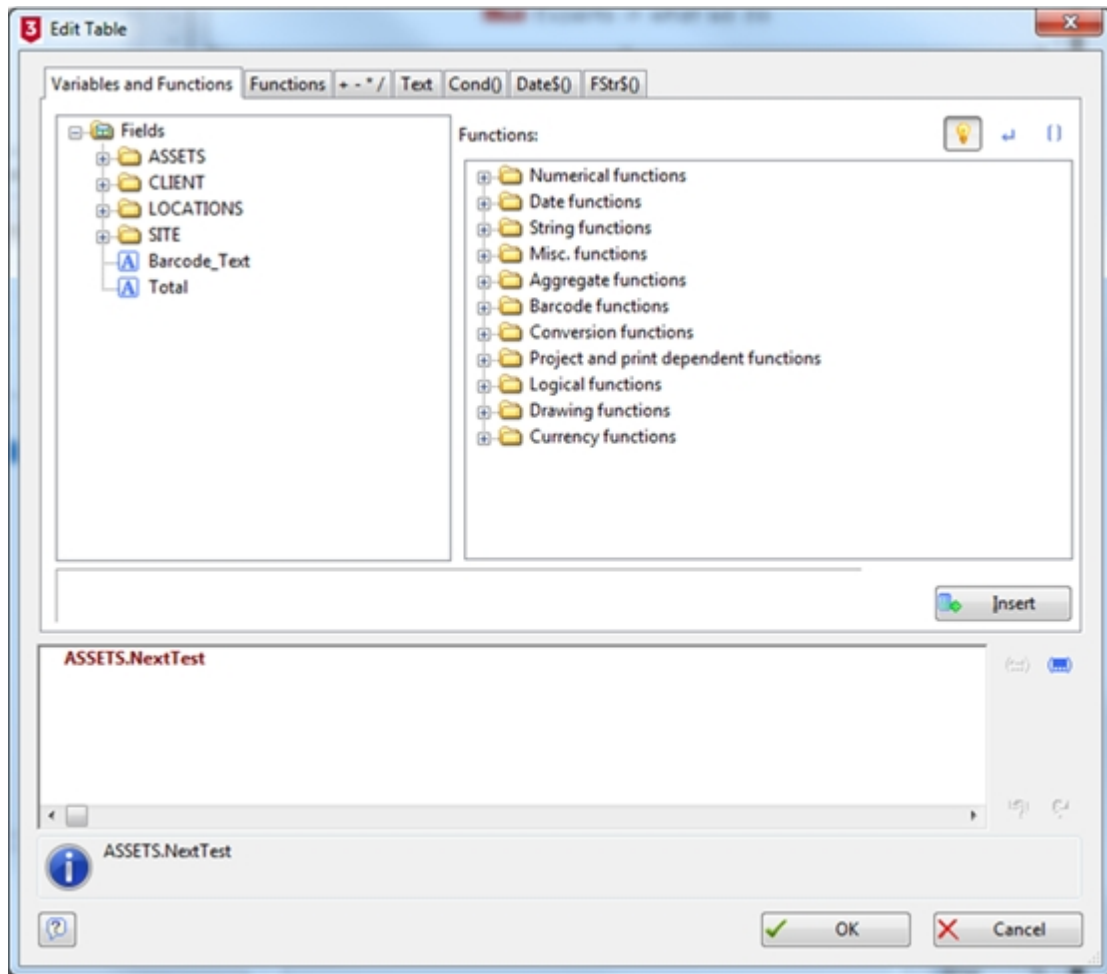 3 Edit Table
Variables and Functions Functions + - * / Text Cond() Date$() FStr$()
Fields
ASSETS
CLIENT
LOCATIONS
SITE
A Barcode_Text
A Total
Functions:
Numerical functions
Date functions
String functions
Misc. functions
Aggregate functions
Barcode functions
Conversion functions
Project and print dependent functions
Logical functions
Drawing functions
Currency functions
Insert
ASSETS.NextTest
ASSETS.NextTest
OK Cancel